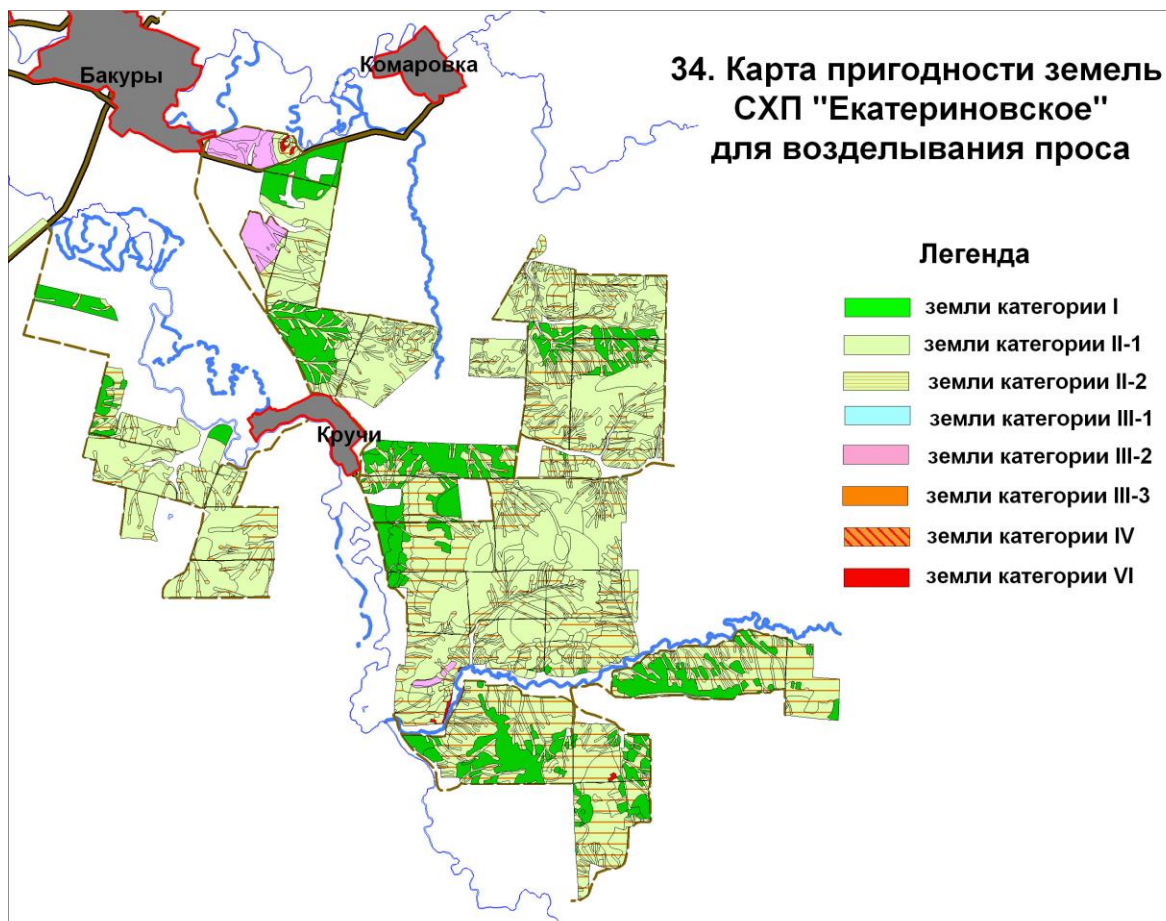 34. Карта пригодности земель
СХП "Екатериновское"
для возделывания проса
Бакуры
Комаровка
Кручи
Легенда
земли категории I
земли категории II-1
земли категории II-2
земли категории III-1
земли категории III-2
земли категории III-3
земли категории IV
земли категории VI